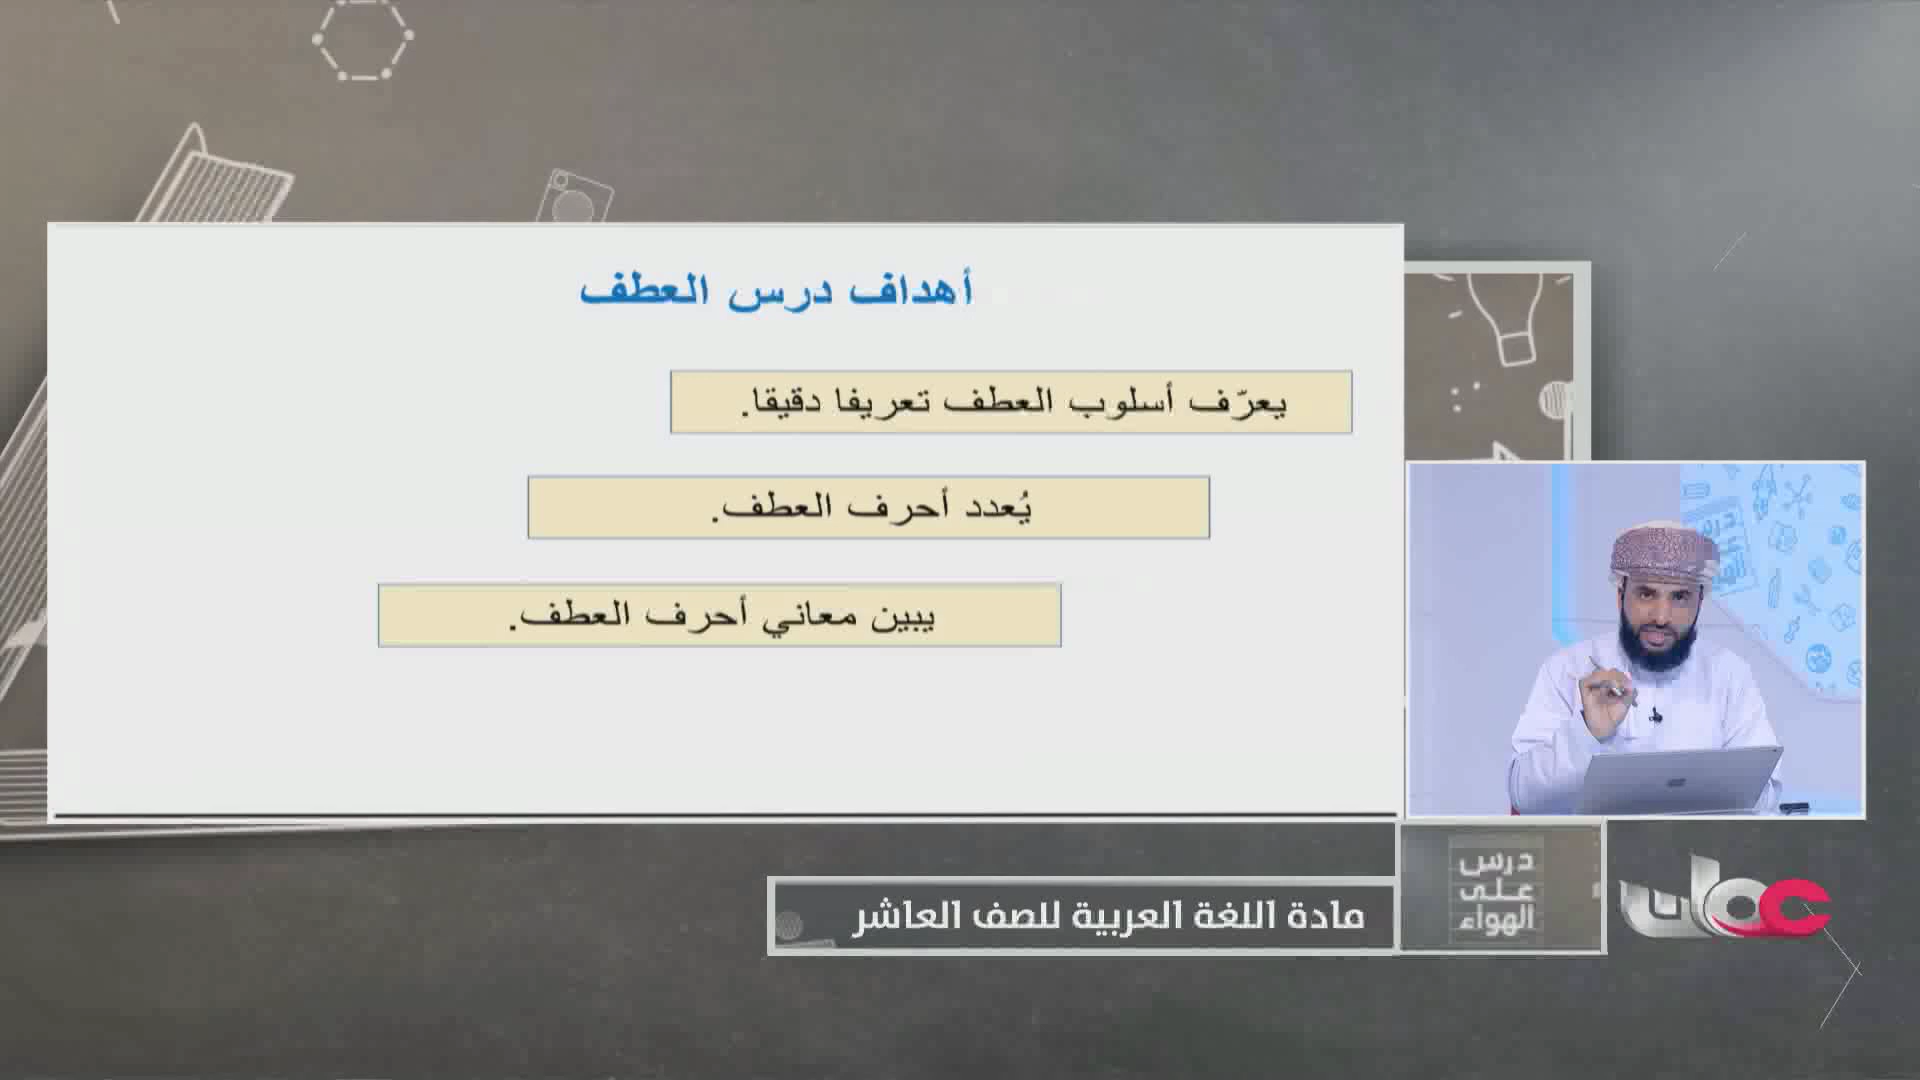 أهداف درس العطف
يعرّف أسلوب العطف تعريفا دقيقا.
يُعدد أحرف العطف.
يبين معاني أحرف العطف.
درس
على
الهواء
مادة اللغة العربية للصف العاشر
عمان